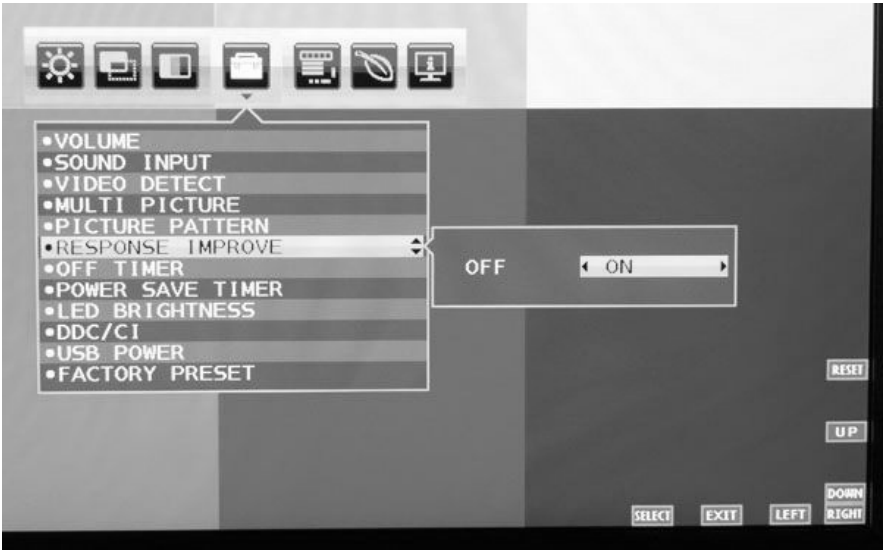 VOLUME
SOUND INPUT
VIDEO DETECT
MULTI PICTURE
PICTURE PATTERN
RESPONSE IMPROVE
OFF ON
OFF TIMER
POWER SAVE TIMER
LED BRIGHTNESS
DDC/CI
USB POWER
FACTORY PRESET
RESET
UP
DOWN
SELECT EXIT LEFT RIGHT